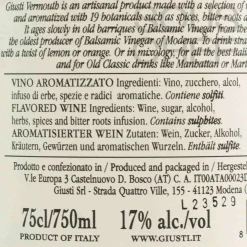 Giusti Vermouth is an artisanal product made with a selection of
and aromatized with 19 botanicals such as spices, bitter roots
It ages slowly in old barriques of Balsamic Vinegar from the
the oldest producer of Balsamic Vinegar of Modena. To drink
with a twist of lemon or orange. Or in mixology, for all the best Italian
and for Old Classic drinks like Manhattan or Mart
VINO AROMATIZZATO Ingredienti: Vino, zucchero, alcol,
infuso di erbe, spezie e radici aromatiche. Contiene solfiti.
FLAVORED WINE Ingredients: Wine, sugar, alcohol,
herbs, spices and bitter roots infusion. Contains sulphites.
AROMATISERTER WEIN Zutaten: Wein, Zucker, Alkohol,
Kräutern, Gewürzen und aromatischen Wurzeln. Enthält sulfite.
Prodotto e confezionato in / Produced and packaged in / Hergestel
V.le Europa 3 Castelnuovo D. Bosco (AT) C. A. IT00ATA00023
Giusti Srl - Strada Quattro Ville, 155 - 41123 Modena
L23529
75cl/750ml 17% alc./vol
PRODUCT OF ITALY WWW.GIUSTI.IT 8